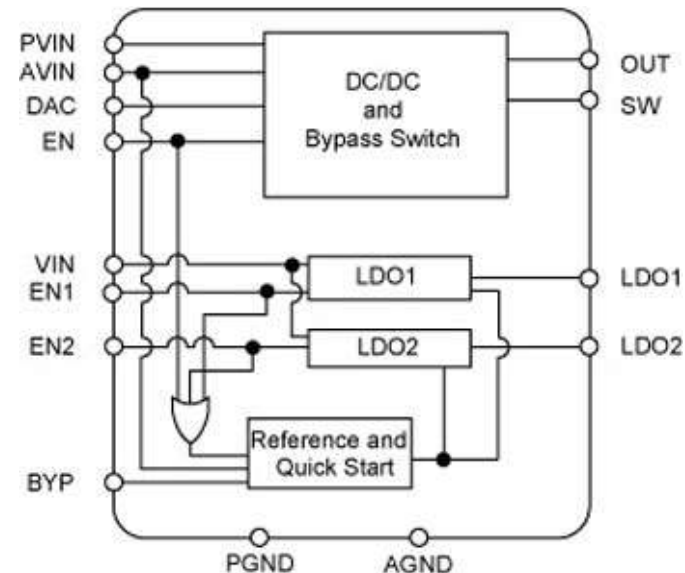 PVIN
AVIN
DAC
EN
DC/DC
and
Bypass Switch
OUT
SW
VIN
EN1
EN2
LDO1
LDO2
LDO1
LDO2
Reference and
Quick Start
BYP
PGND
AGND